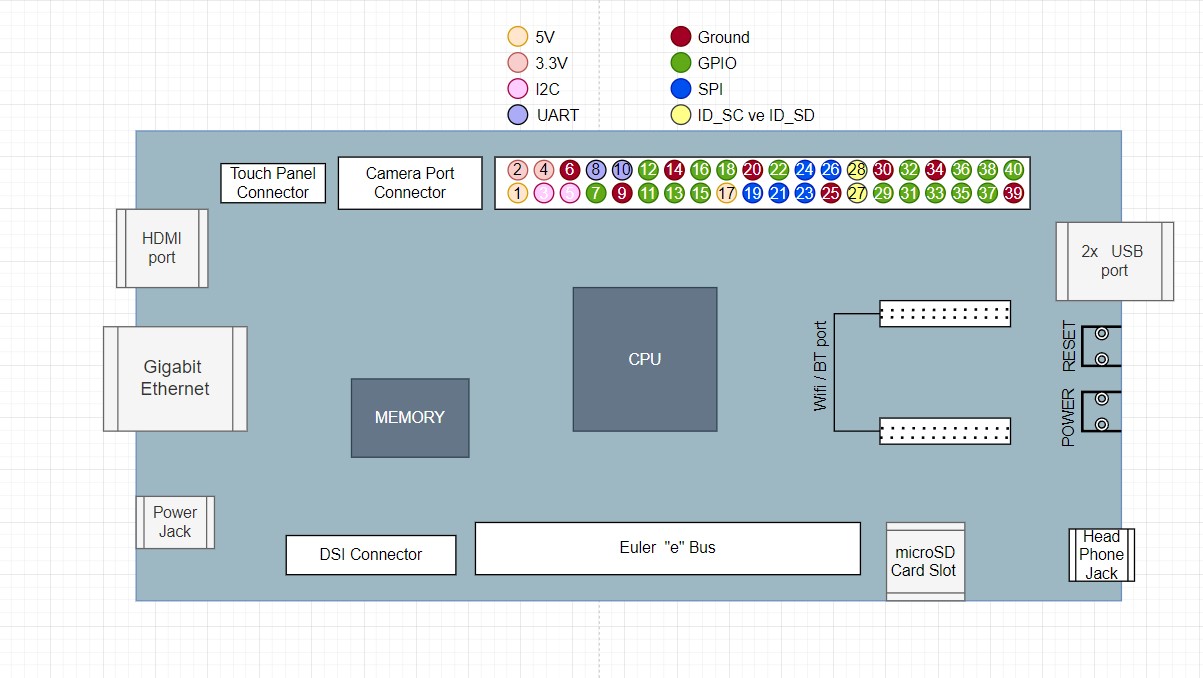 5V
Ground
3.3V
GPIO
I2C
SPI
UART
ID_SC ve ID_SD
Touch Panel
Connector
Camera Port
Connector
2 4 6 8 10 12 14 16 18 20 22 24 26 28 30 32 34 36 38 40
1 3 5 7 9 11 13 15 17 19 21 23 25 27 29 31 33 35 37 39
HDMI
port
2x USB
port
Gigabit
Ethernet
MEMORY
CPU
Wifi / BT port
RESET
POWER
Power
Jack
DSI Connector
Euler "e" Bus
microSD
Card Slot
Head
Phone
Jack